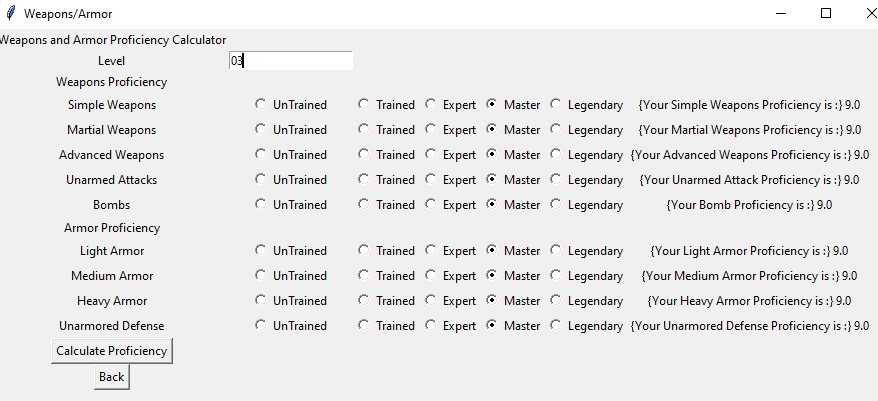 Weapons/Armor
Weapons and Armor Proficiency Calculator
Level 03
Weapons Proficiency
Simple Weapons UnTrained Trained Expert Master Legendary {Your Simple Weapons Proficiency is :} 9.0
Martial Weapons UnTrained Trained Expert Master Legendary {Your Martial Weapons Proficiency is :} 9.0
Advanced Weapons UnTrained Trained Expert Master Legendary {Your Advanced Weapons Proficiency is :} 9.0
Unarmed Attacks UnTrained Trained Expert Master Legendary {Your Unarmed Attack Proficiency is :} 9.0
Bombs UnTrained Trained Expert Master Legendary {Your Bomb Proficiency is :} 9.0
Armor Proficiency
Light Armor UnTrained Trained Expert Master Legendary {Your Light Armor Proficiency is :} 9.0
Medium Armor UnTrained Trained Expert Master Legendary {Your Medium Armor Proficiency is :} 9.0
Heavy Armor UnTrained Trained Expert Master Legendary {Your Heavy Armor Proficiency is :} 9.0
Unarmored Defense UnTrained Trained Expert Master Legendary {Your Unarmored Defense Proficiency is :} 9.0
Calculate Proficiency
Back